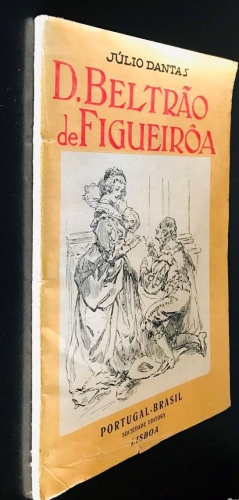 JÚLIO DANTAS
D. BELTRÃO
de FIGUEIRÔA
PORTUGAL-BRASIL
SOCIEDADE EDITORA
LISBOA